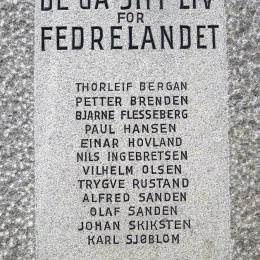 DE GA SITT LIV
FOR
FEDRELANDET
THORLEIF BERGAN
PETTER BRENDEN
BJARNE FLESSEBERG
PAUL HANSEN
EINAR HOVLAND
NILS INGEBRETSEN
VILHELM OLSEN
TRYGVE RUSTAND
ALFRED SANDEN
OLAF SANDEN
JOHAN SKIKSTEN
KARL SJØBLOM